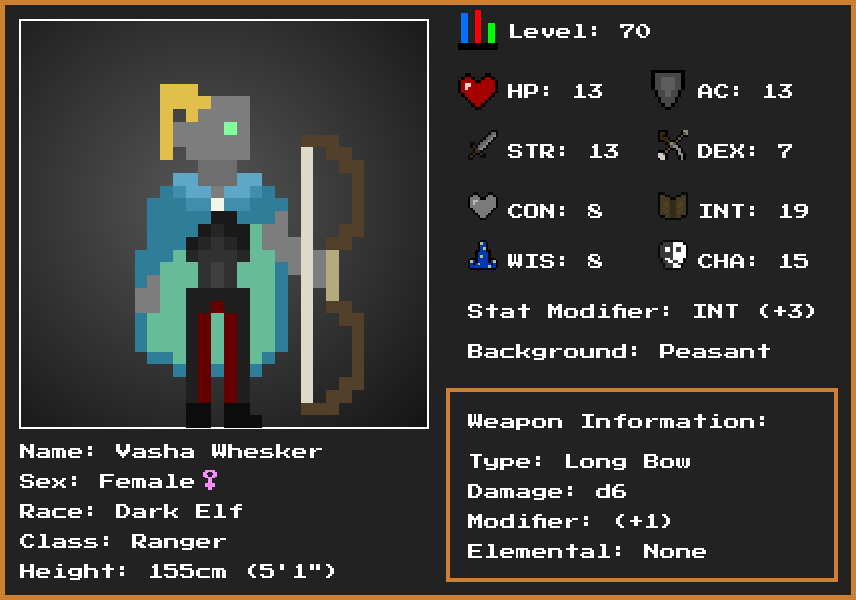 Level: 70
HP: 13 AC: 13
STR: 13 DEX: 7
CON: 8 INT: 19
WIS: 8 CHA: 15
Stat Modifier: INT (+3)
Background: Peasant
Weapon Information:
Type: Long Bow
Damage: d6
Modifier: (+1)
Elemental: None
Name: Vasha Whesker
Sex: Female♀
Race: Dark Elf
Class: Ranger
Height: 155cm (5'1")